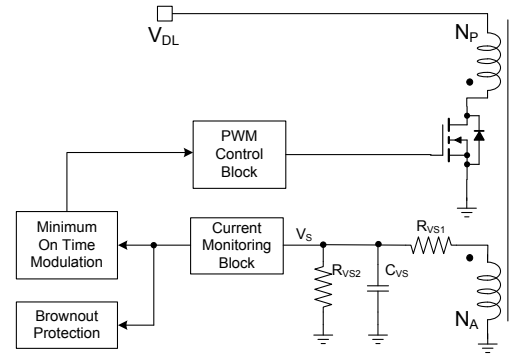 V_DL
N_P
PWM
Control
Block
Minimum
On Time
Modulation
Current
Monitoring
Block
V_S
R_VS1
R_VS2
C_VS
Brownout
Protection
N_A